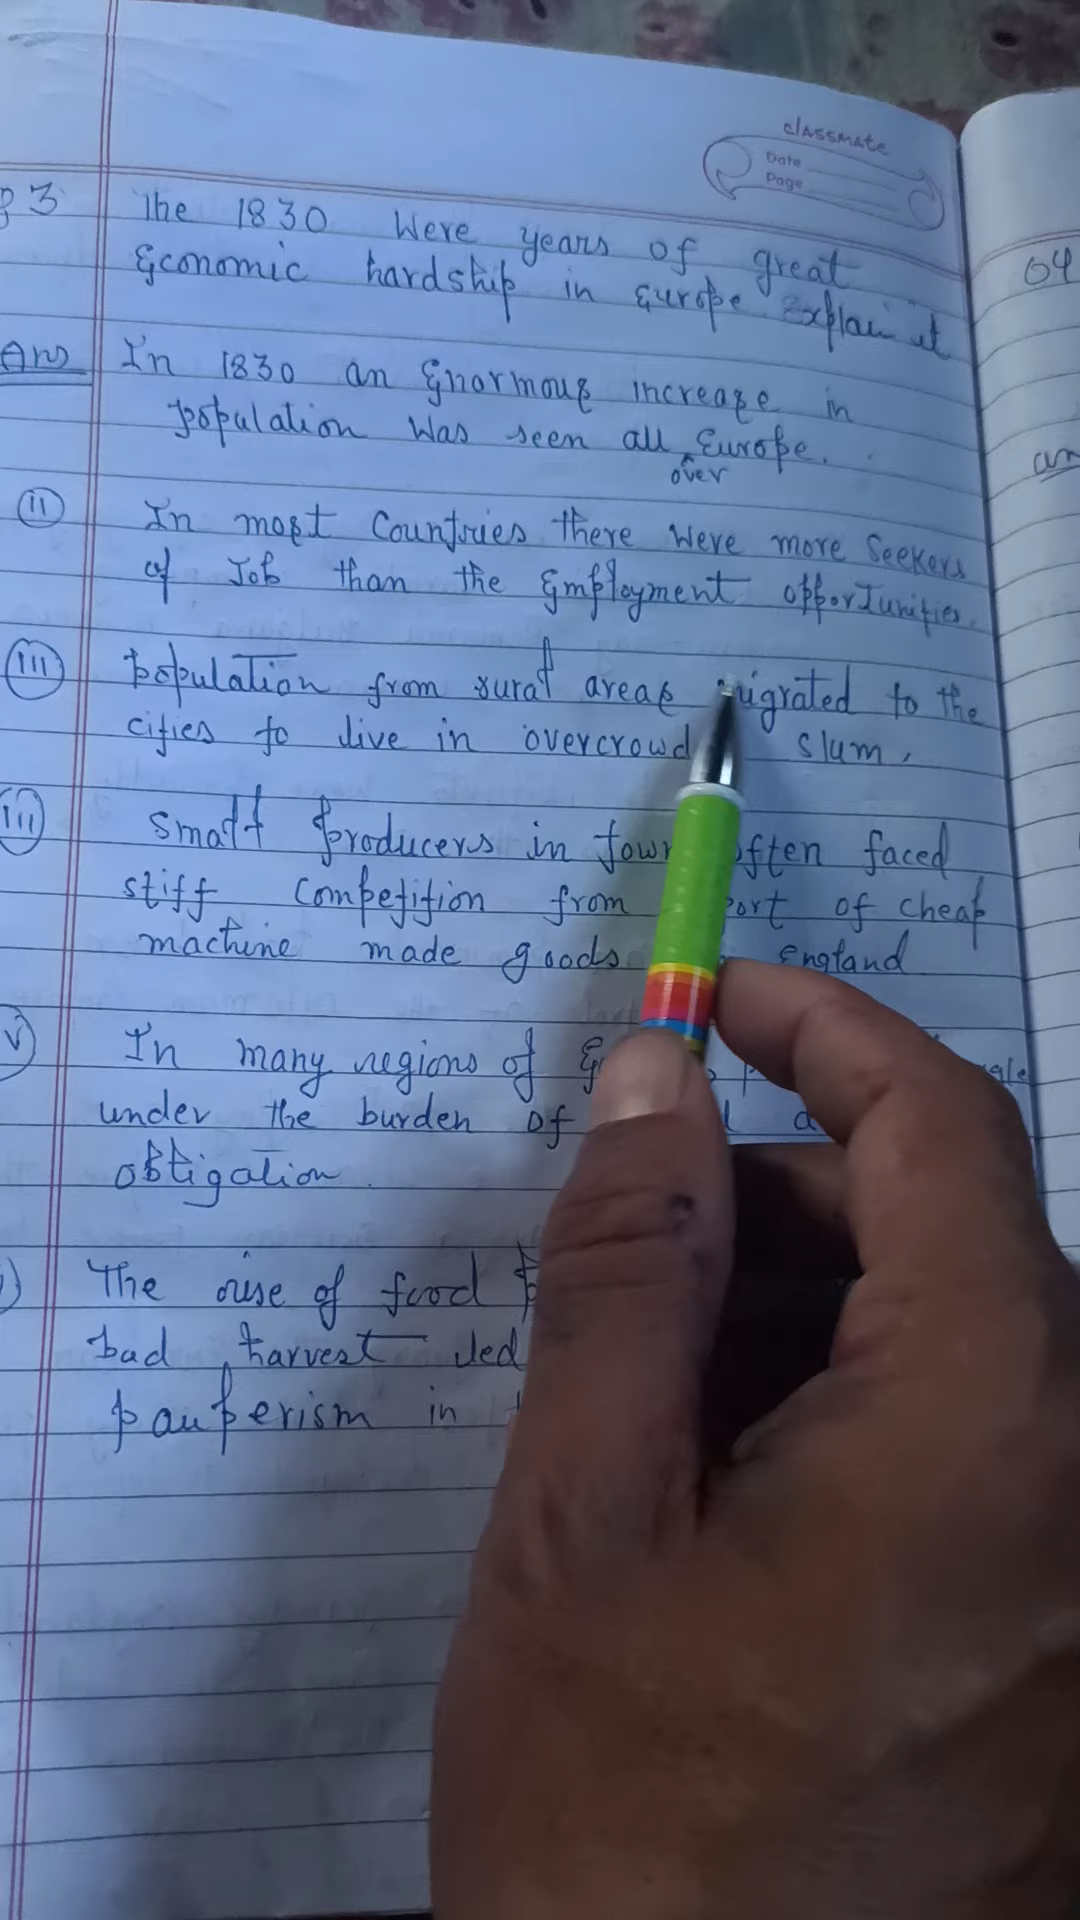 classmate
Date
Page
Q3 The 1830 Were years of great
Economic hardship in Europe explain it
04
Ans In 1830 an Enormous increase in
population was seen all over Europe.
an
(ii) In most Countries there were more Seekers
of Job than the Employment opportunities.
(iii) population from rural areas migrated to the
cities to live in overcrowd slum.
(iii) Small producers in town often faced
stiff Competition from of cheap
machine made goods England
v) In many regions of
under the burden of
obligation.
The rise of food
bad harvest led
pauperism in